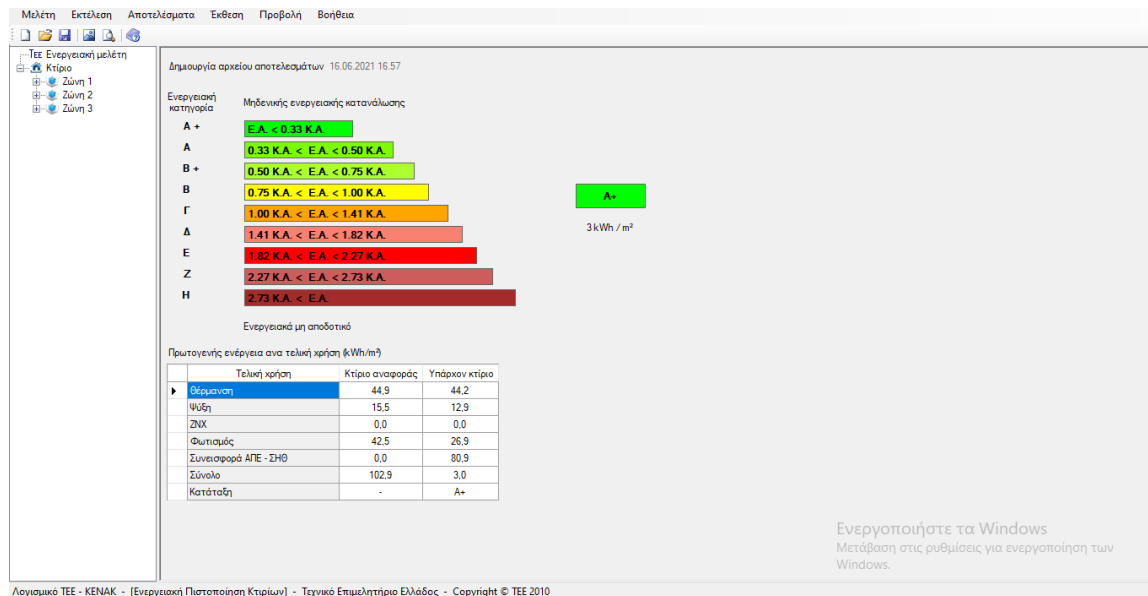 Μελέτη Εκτέλεση Αποτελέσματα Έκθεση Προβολή Βοήθεια
ΤΕΕ Ενεργειακή μελέτη
Κτίριο
Ζώνη 1
Ζώνη 2
Ζώνη 3
Δημιουργία αρχείου αποτελεσμάτων 16.06.2021 16.57
Ενεργειακή
κατηγορία
Μηδενικής ενεργειακής κατανάλωσης
Α + Ε.Α. < 0.33 Κ.Α.
Α 0.33 Κ.Α. < Ε.Α. < 0.50 Κ.Α.
Β + 0.50 Κ.Α. < Ε.Α. < 0.75 Κ.Α.
Β 0.75 Κ.Α. < Ε.Α. < 1.00 Κ.Α.
Γ 1.00 Κ.Α. < Ε.Α. < 1.41 Κ.Α.
Δ 1.41 Κ.Α. < Ε.Α. < 1.82 Κ.Α.
Ε 1.82 Κ.Α. < Ε.Α. < 2.27 Κ.Α.
Ζ 2.27 Κ.Α. < Ε.Α. < 2.73 Κ.Α.
Η 2.73 Κ.Α. < Ε.Α.
Α+
3 kWh / m²
Ενεργειακά μη αποδοτικό
Πρωτογενής ενέργεια ανα τελική χρήση (kWh/m²)
Τελική χρήση Κτίριο αναφοράς Υπάρχον κτίριο
Θέρμανση 44,9 44,2
Ψύξη 15,5 12,9
ΖΝΧ 0,0 0,0
Φωτισμός 42,5 26,9
Συνεισφορά ΑΠΕ - ΣΗΘ 0,0 80,9
Σύνολο 102,9 3,0
Κατάταξη - Α+
Ενεργοποιήστε τα Windows
Μετάβαση στις ρυθμίσεις για ενεργοποίηση των
Windows.
Λογισμικό ΤΕΕ - ΚΕΝΑΚ - [Ενεργειακή Πιστοποίηση Κτιρίων] - Τεχνικό Επιμελητήριο Ελλάδος - Copyright © ΤΕΕ 2010